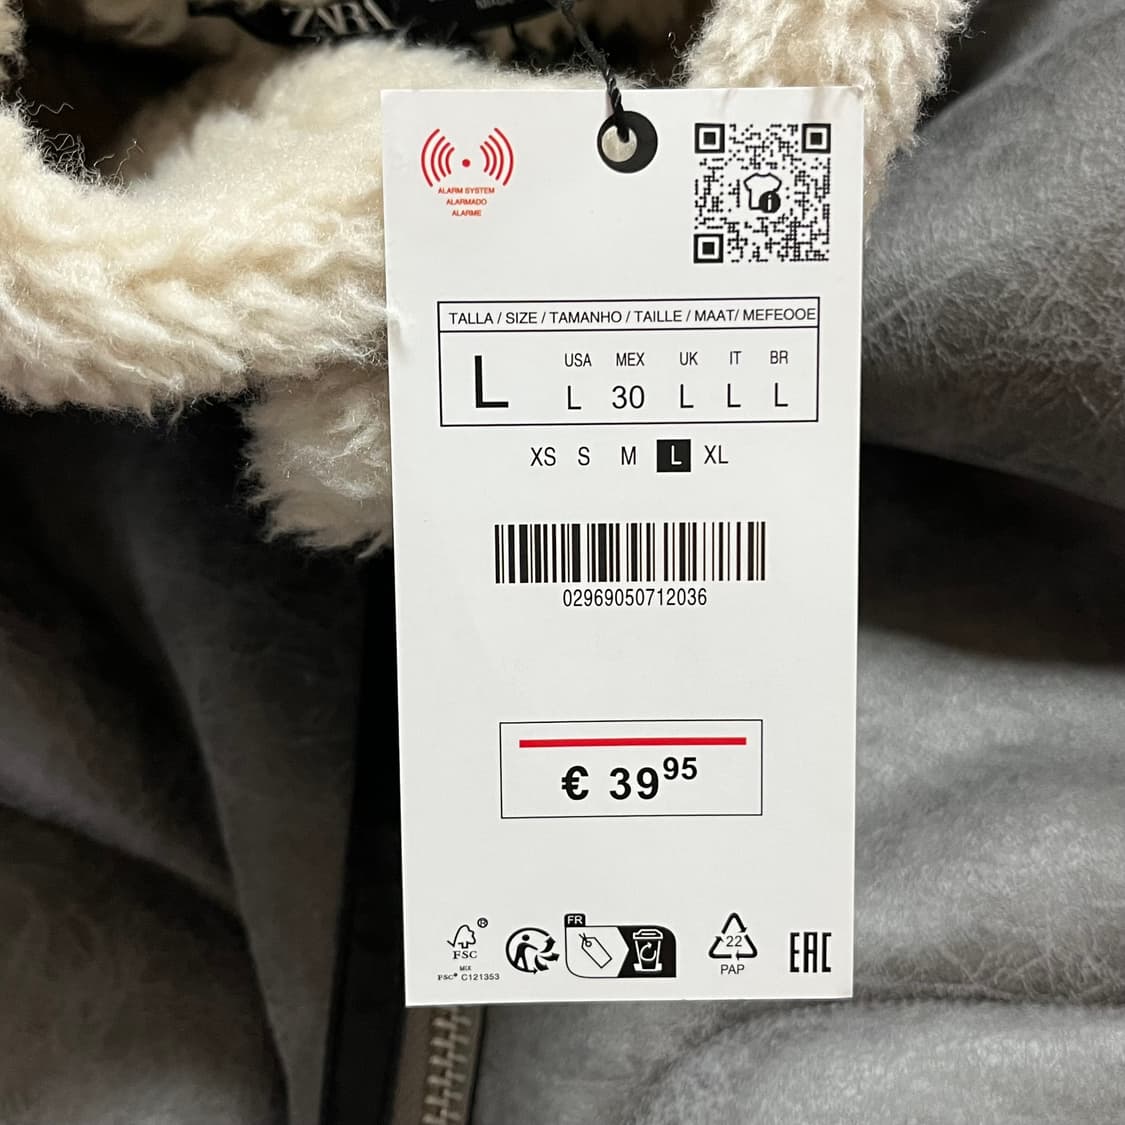 ZARA
ALARM SYSTEM
ALARMADO
ALARME
TALLA / SIZE / TAMANHO / TAILLE / MAAT/ MEFEOOE
L
USA MEX UK IT BR
L 30 L L L
XS S M L XL
02969050712036
€ 39⁹⁵
®
FSC
MIX
FSC® C121353
FR
22
PAP
EAC